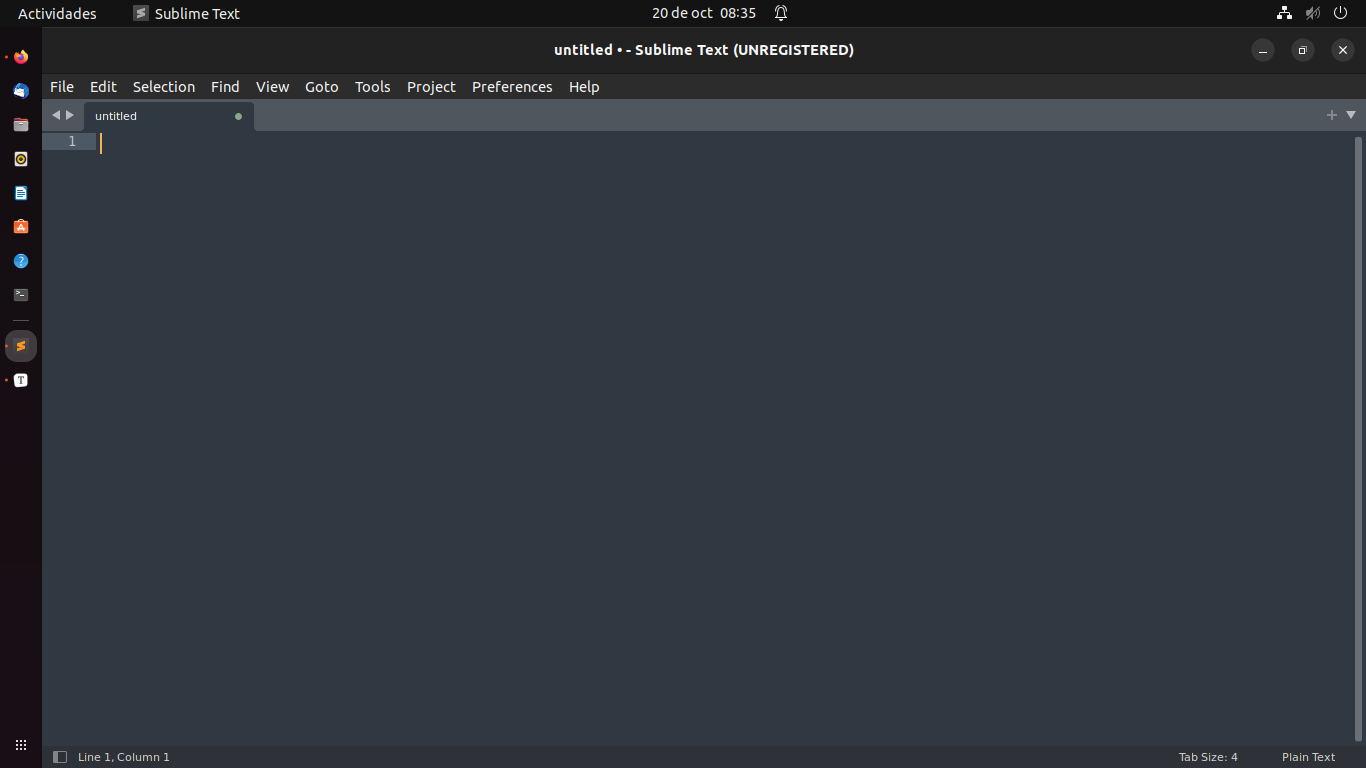 Actividades
Sublime Text
20 de oct 08:35
untitled • - Sublime Text (UNREGISTERED)
File Edit Selection Find View Goto Tools Project Preferences Help
untitled
1
Line 1, Column 1
Tab Size: 4
Plain Text